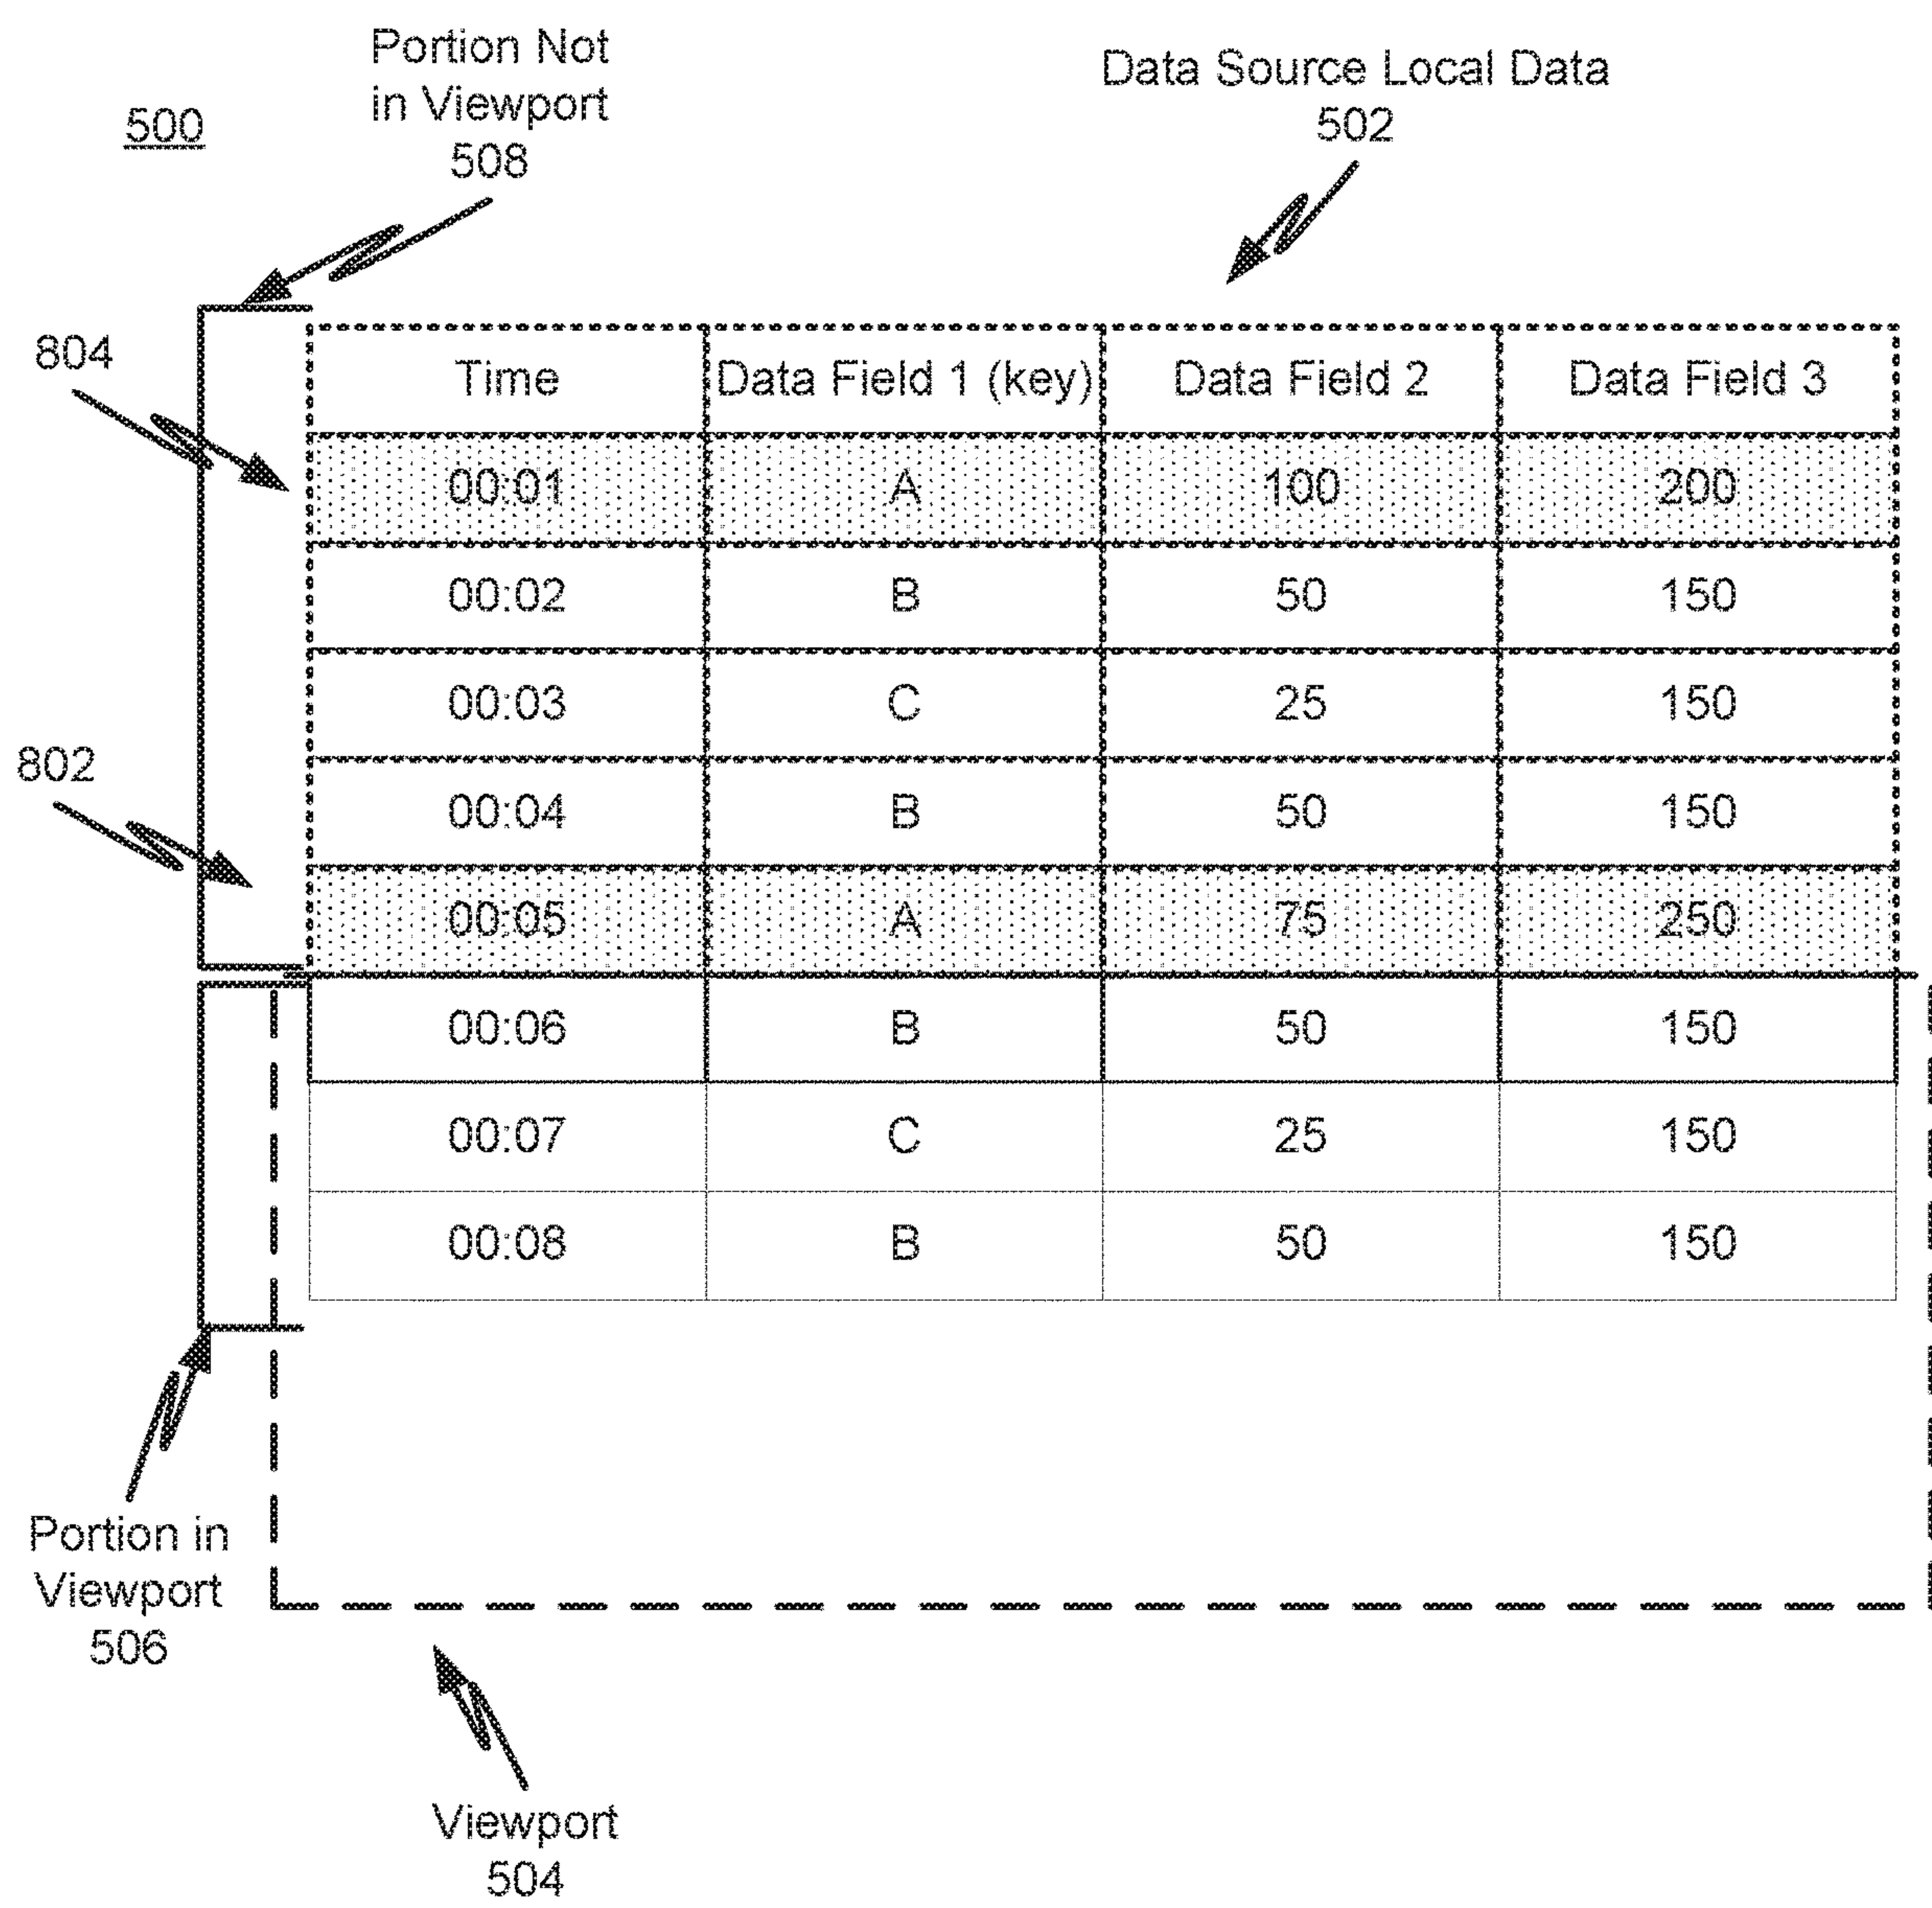 Portion Not
in Viewport
508
500
Data Source Local Data
502
804
802
Time Data Field 1 (key) Data Field 2 Data Field 3
00:01 A 100 200
00:02 B 50 150
00:03 C 25 150
00:04 B 50 150
00:05 A 75 250
00:06 B 50 150
00:07 C 25 150
00:08 B 50 150
Portion in
Viewport
506
Viewport
504